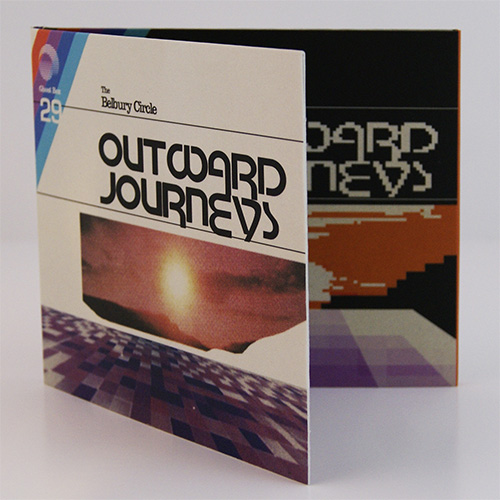 Ghost Box
29
The
Belbury Circle
OUTWARD
JOURNEYS
WARD
NEYS